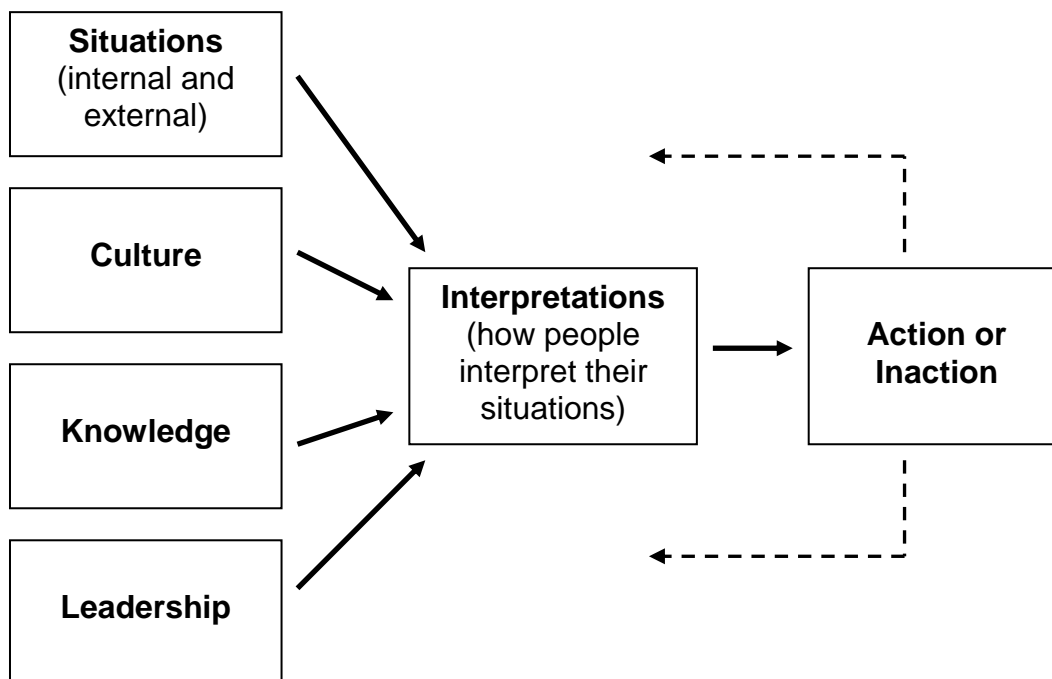 Situations
(internal and
external)
Culture
Knowledge
Leadership
Interpretations
(how people
interpret their
situations)
Action or
Inaction